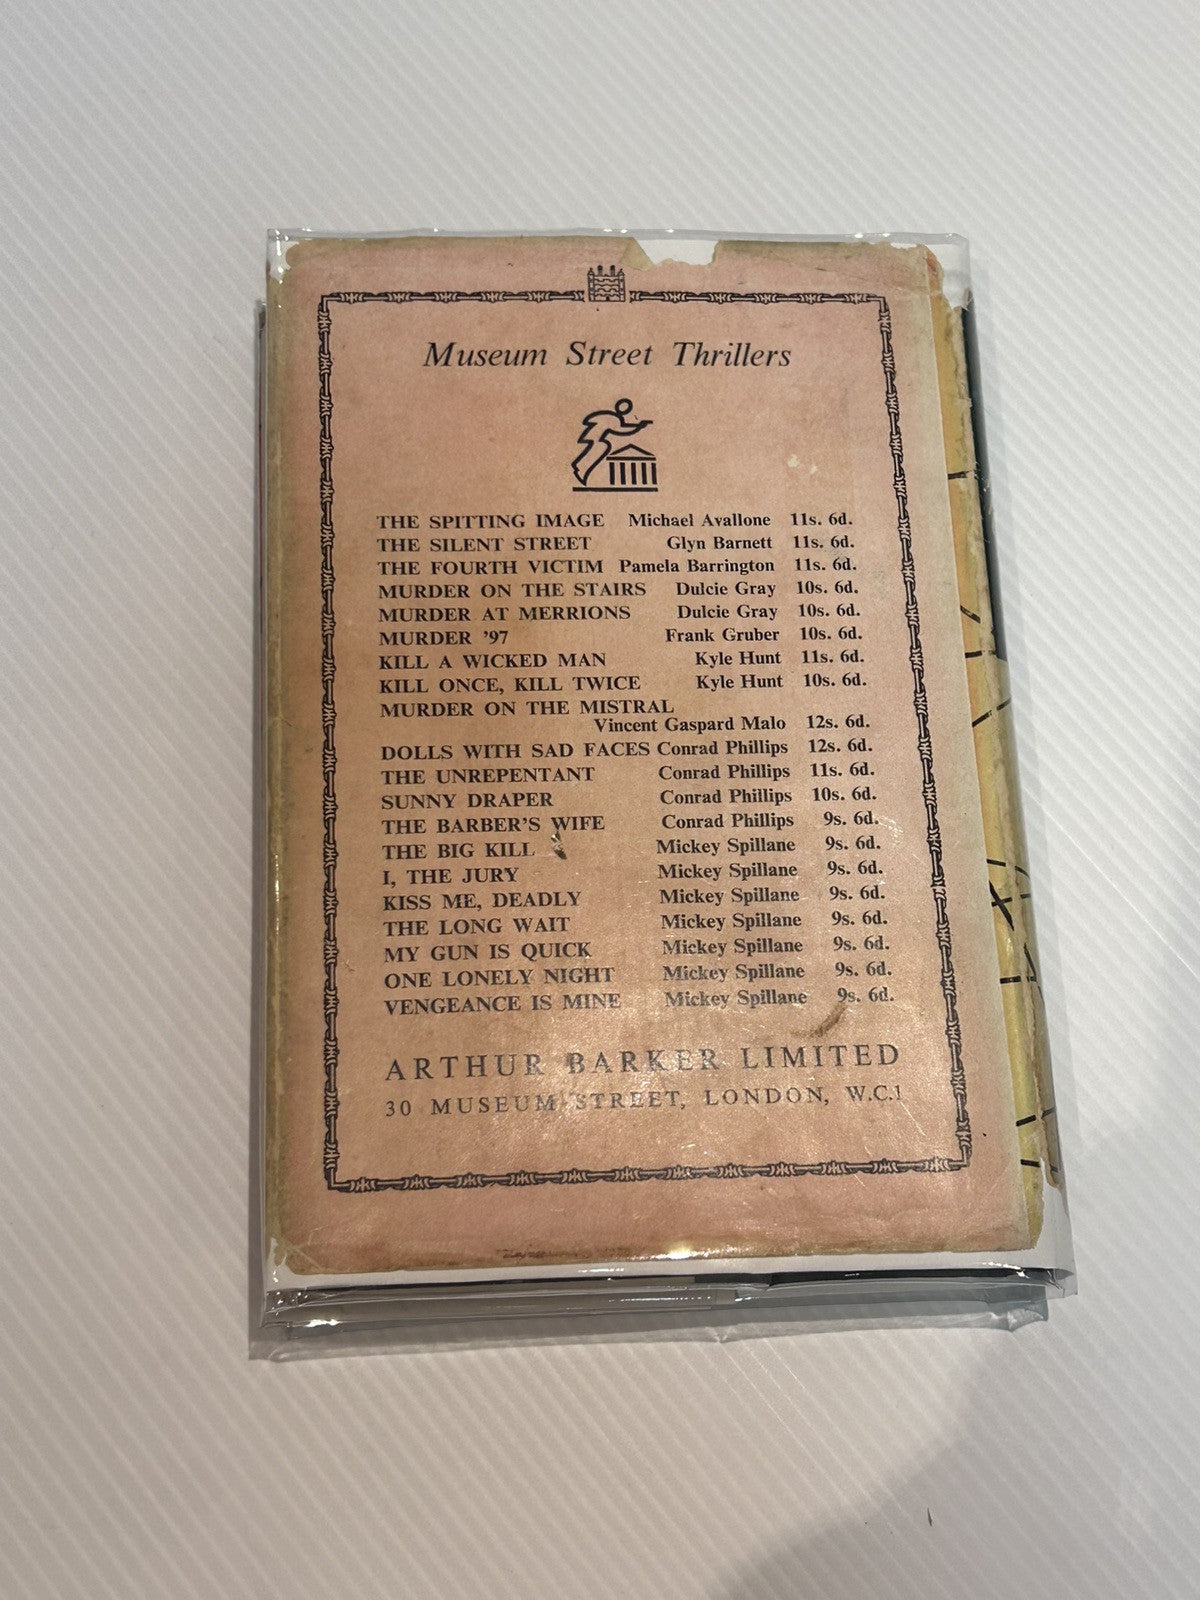 Museum Street Thrillers
THE SPITTING IMAGE Michael Avallone 11s. 6d.
THE SILENT STREET Glyn Barnett 11s. 6d.
THE FOURTH VICTIM Pamela Barrington 11s. 6d.
MURDER ON THE STAIRS Dulcie Gray 10s. 6d.
MURDER AT MERRIONS Dulcie Gray 10s. 6d.
MURDER '97 Frank Gruber 10s. 6d.
KILL A WICKED MAN Kyle Hunt 11s. 6d.
KILL ONCE, KILL TWICE Kyle Hunt 10s. 6d.
MURDER ON THE MISTRAL
Vincent Gaspard Malo 12s. 6d.
DOLLS WITH SAD FACES Conrad Phillips 12s. 6d.
THE UNREPENTANT Conrad Phillips 11s. 6d.
SUNNY DRAPER Conrad Phillips 10s. 6d.
THE BARBER'S WIFE Conrad Phillips 9s. 6d.
THE BIG KILL Mickey Spillane 9s. 6d.
I, THE JURY Mickey Spillane 9s. 6d.
KISS ME, DEADLY Mickey Spillane 9s. 6d.
THE LONG WAIT Mickey Spillane 9s. 6d.
MY GUN IS QUICK Mickey Spillane 9s. 6d.
ONE LONELY NIGHT Mickey Spillane 9s. 6d.
VENGEANCE IS MINE Mickey Spillane 9s. 6d.
ARTHUR BARKER LIMITED
30 MUSEUM STREET, LONDON, W.C.1